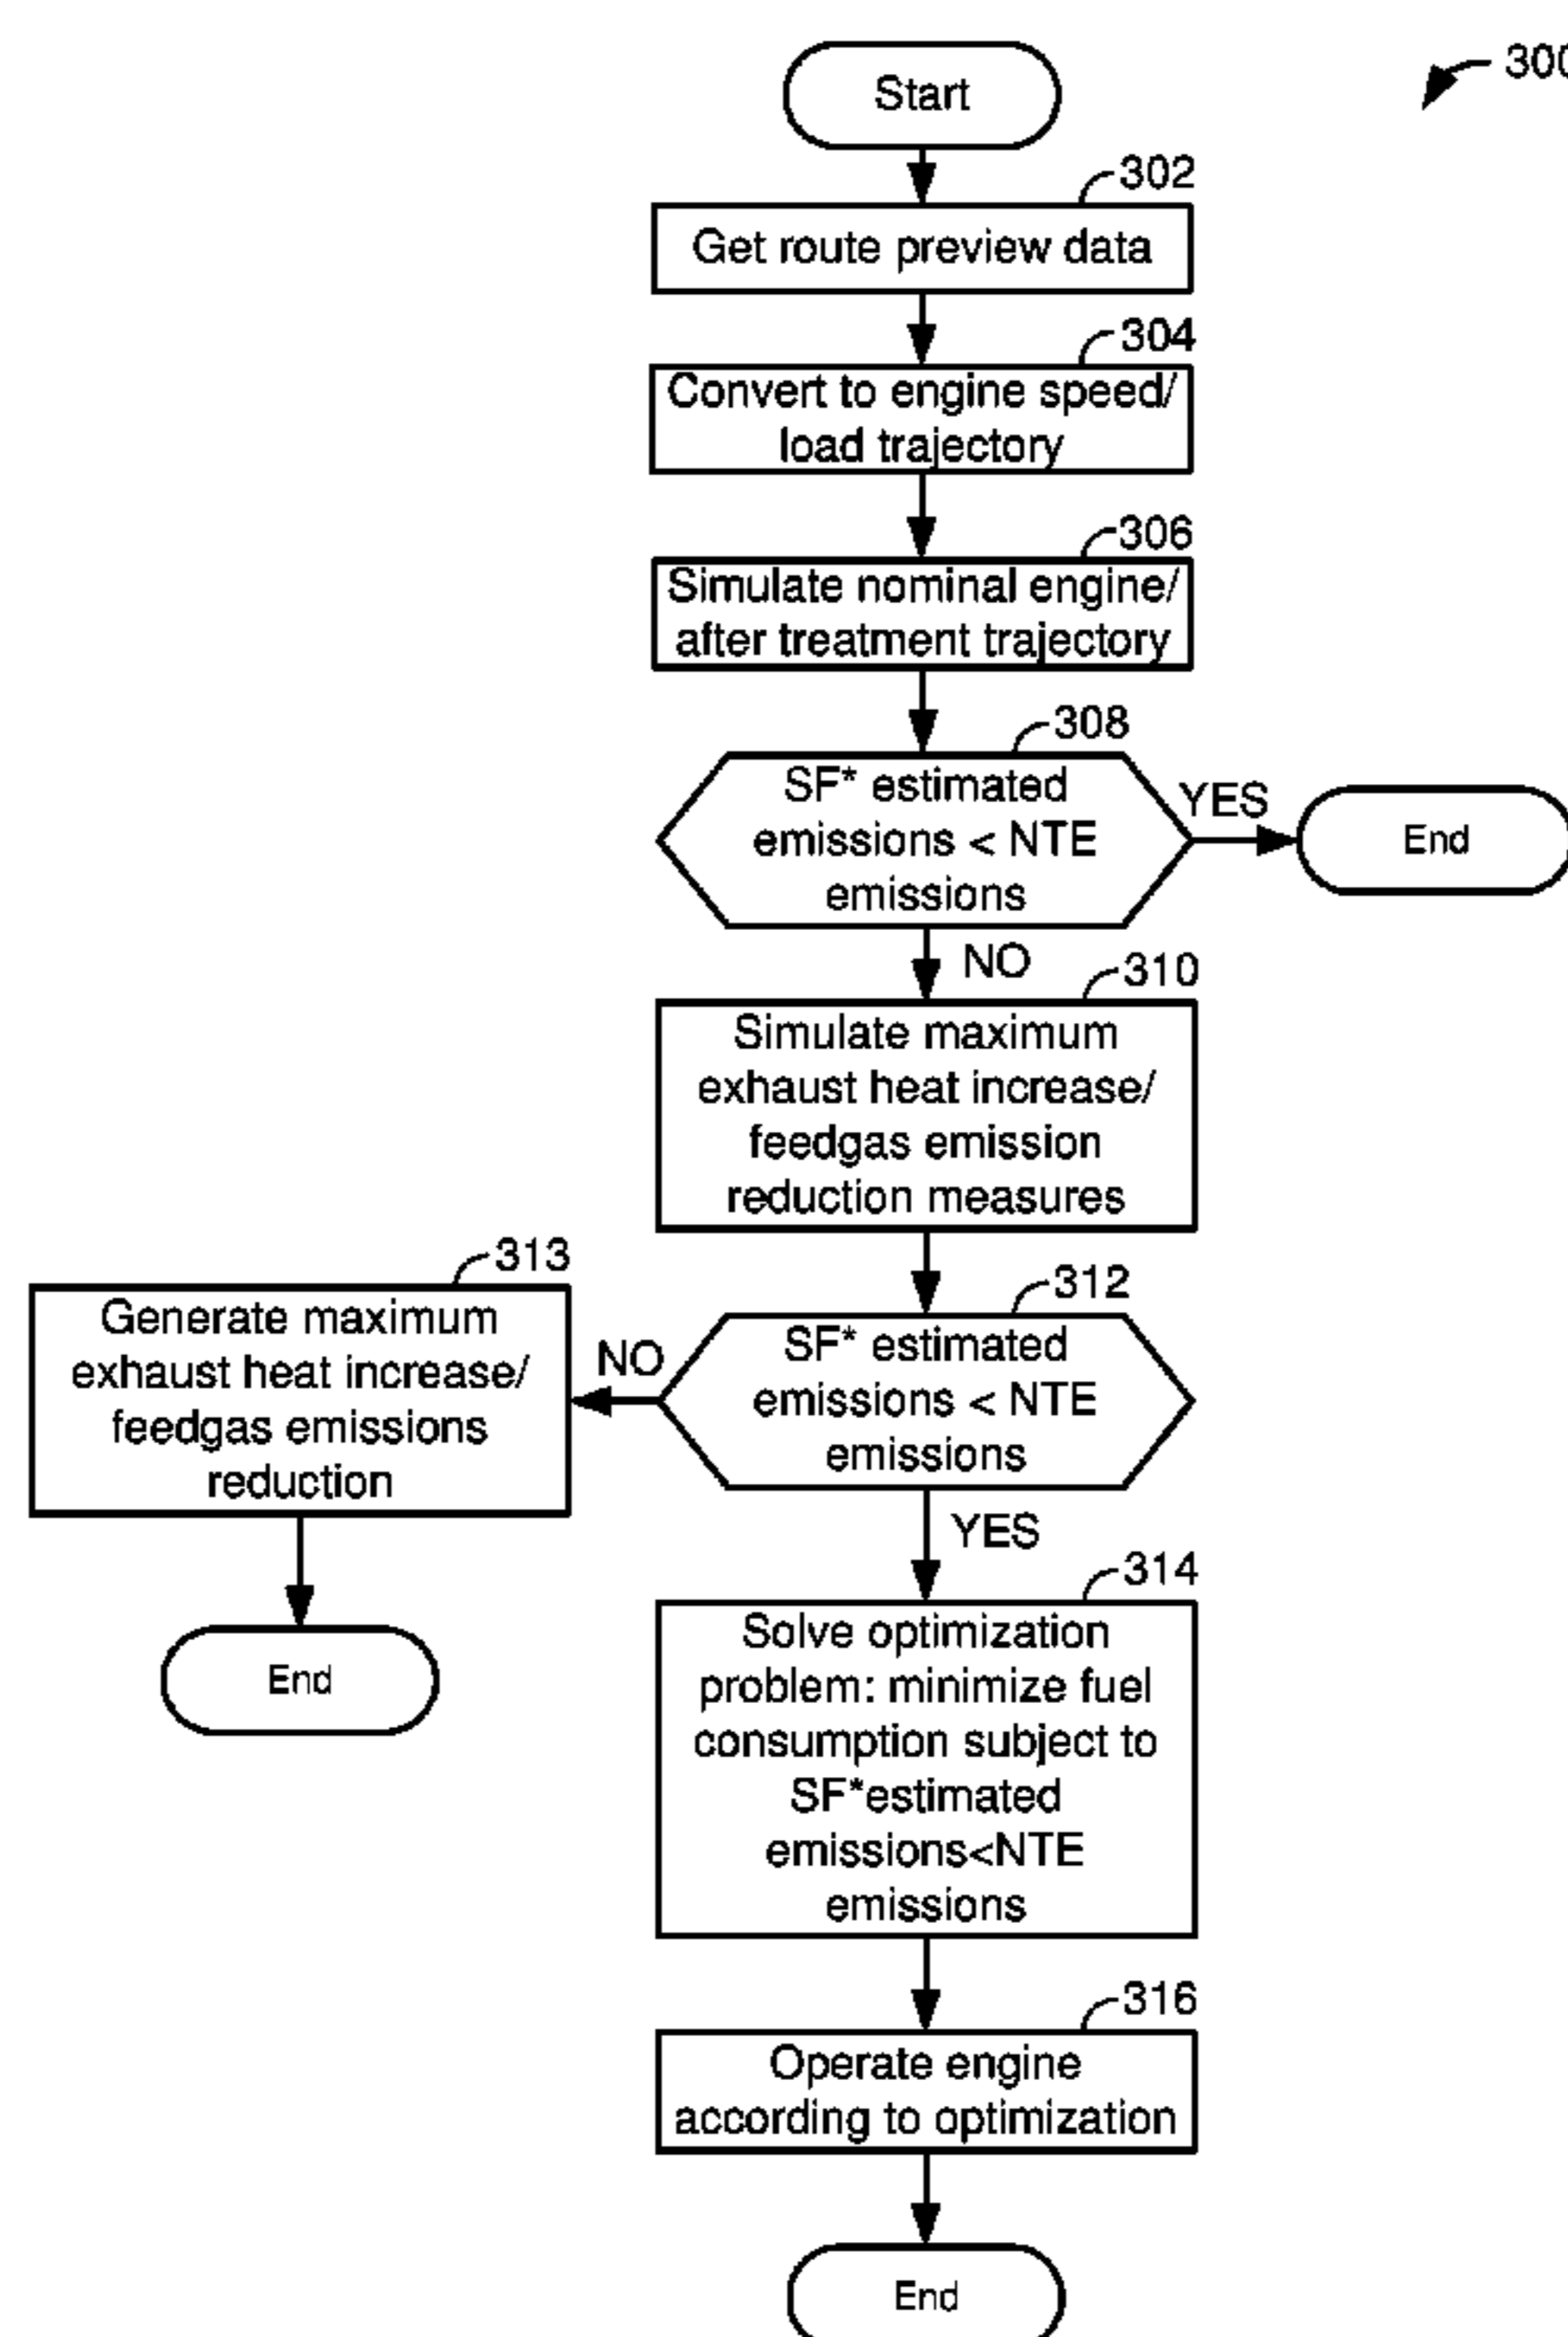 Start
300
302
Get route preview data
304
Convert to engine speed/
load trajectory
306
Simulate nominal engine/
after treatment trajectory
308
SF* estimated
emissions < NTE
emissions
YES
End
NO
310
Simulate maximum
exhaust heat increase/
feedgas emission
reduction measures
313
Generate maximum
exhaust heat increase/
feedgas emissions
reduction
End
312
NO
SF* estimated
emissions < NTE
emissions
YES
314
Solve optimization
problem: minimize fuel
consumption subject to
SF*estimated
emissions<NTE
emissions
316
Operate engine
according to optimization
End